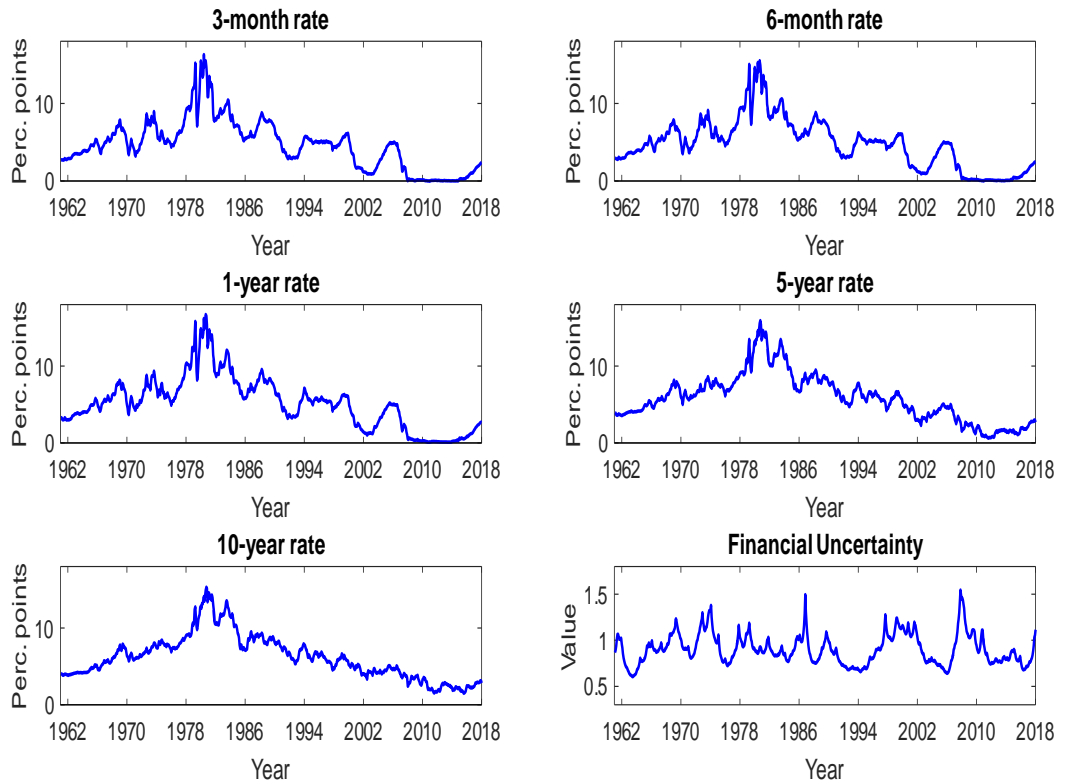 3-month rate
Perc. points
10
0
1962 1970 1978 1986 1994 2002 2010 2018
Year
6-month rate
Perc. points
10
0
1962 1970 1978 1986 1994 2002 2010 2018
Year
1-year rate
Perc. points
10
0
1962 1970 1978 1986 1994 2002 2010 2018
Year
5-year rate
Perc. points
10
0
1962 1970 1978 1986 1994 2002 2010 2018
Year
10-year rate
Perc. points
10
0
1962 1970 1978 1986 1994 2002 2010 2018
Year
Financial Uncertainty
Value
1.5
1
0.5
1962 1970 1978 1986 1994 2002 2010 2018
Year